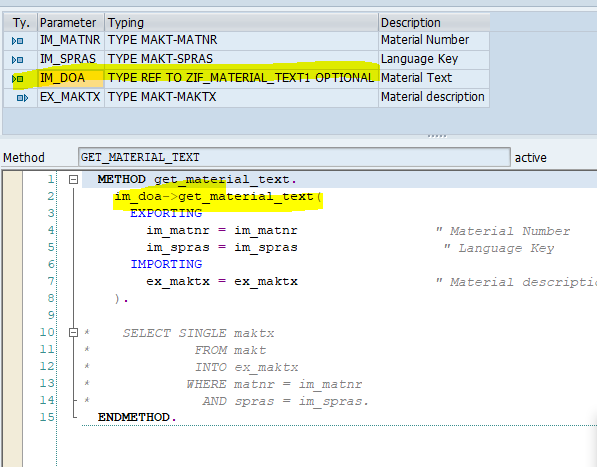 Ty. Parameter Typing Description
IM_MATNR TYPE MAKT-MATNR Material Number
IM_SPRAS TYPE MAKT-SPRAS Language Key
IM_DOA TYPE REF TO ZIF_MATERIAL_TEXT1 OPTIONAL Material Text
EX_MAKTX TYPE MAKT-MAKTX Material description
Method GET_MATERIAL_TEXT active
1 METHOD get_material_text.
2 im_doa->get_material_text(
3 EXPORTING
4 im_matnr = im_matnr " Material Number
5 im_spras = im_spras " Language Key
6 IMPORTING
7 ex_maktx = ex_maktx " Material descriptio
8 ).
9
10 * SELECT SINGLE maktx
11 * FROM makt
12 * INTO ex_maktx
13 * WHERE matnr = im_matnr
14 * AND spras = im_spras.
15 ENDMETHOD.